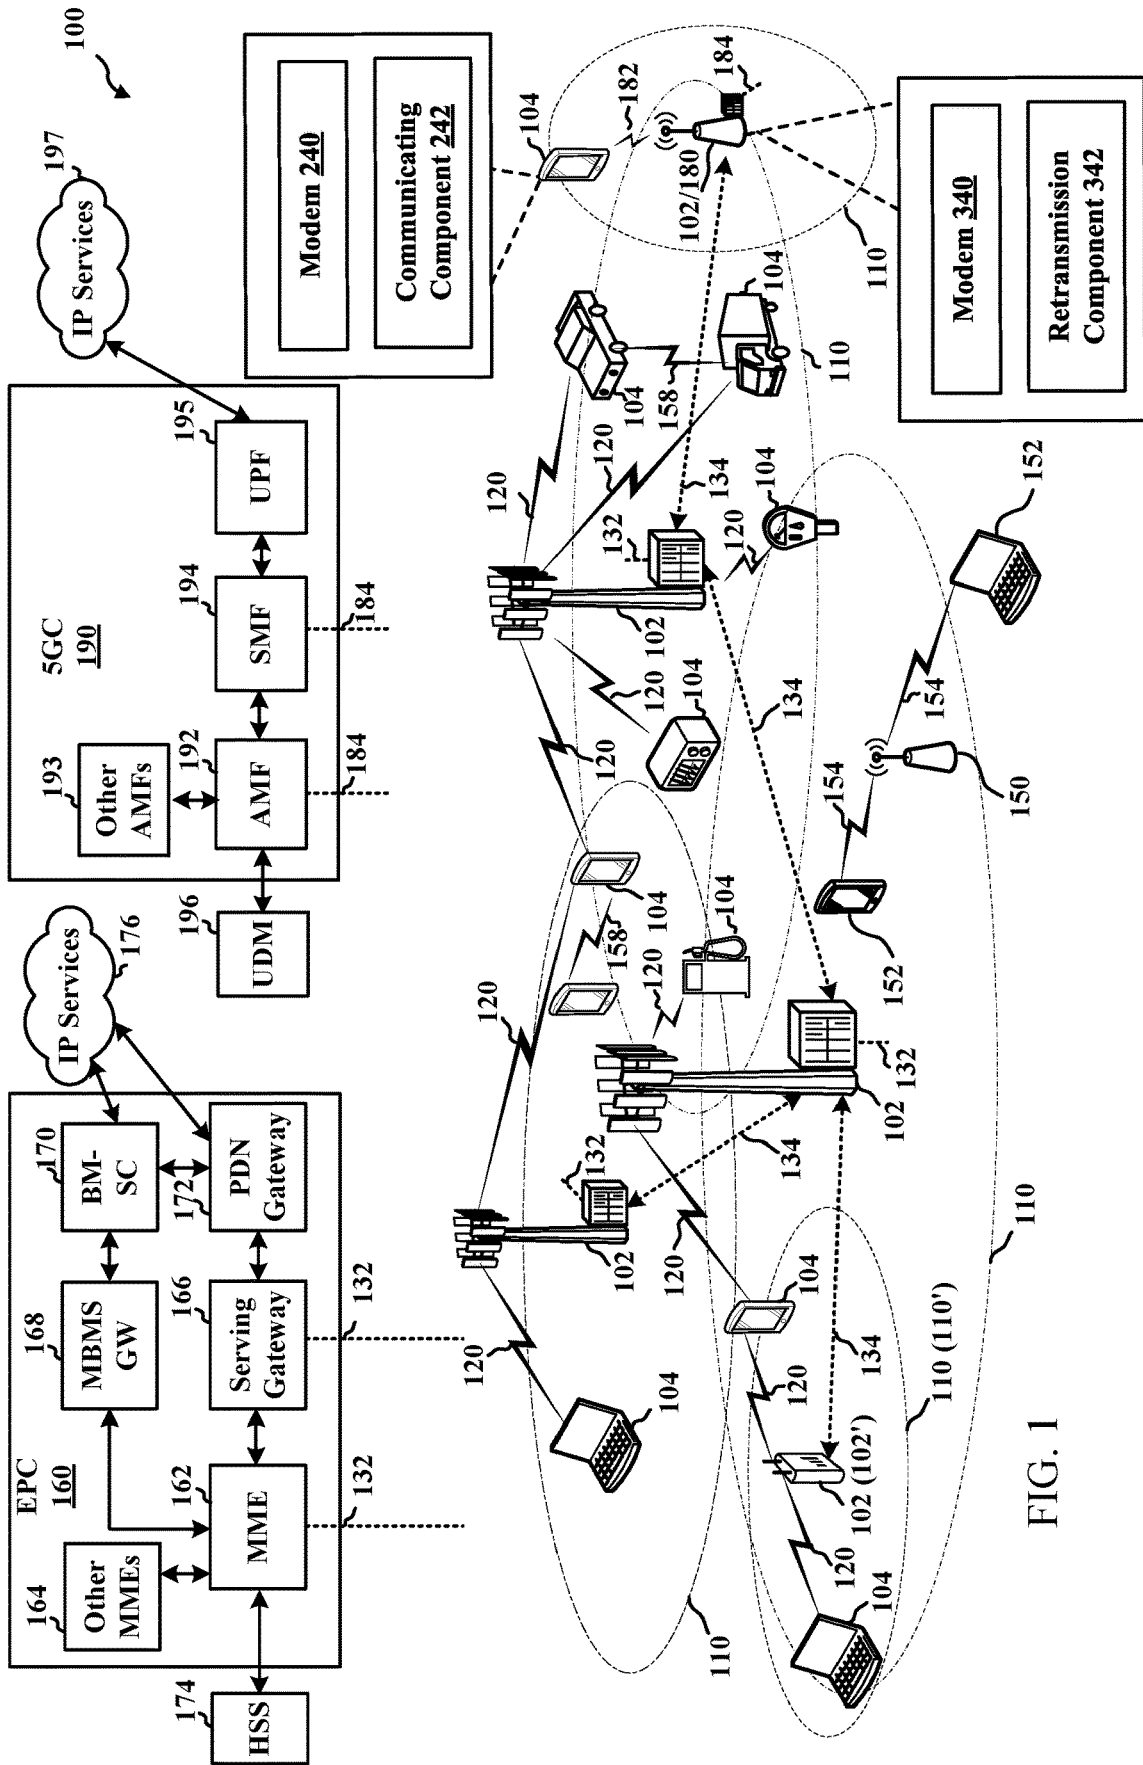 100
EPC
160
174
HSS
164
Other
MMEs
162
MME
168
MBMS
GW
166
Serving
Gateway
170
BM-
SC
172
PDN
Gateway
176
IP Services
132
132
196
UDM
5GC
190
193
Other
AMFs
192
AMF
194
SMF
195
UPF
197
IP Services
184
184
Modem 240
Communicating
Component 242
104
182
102/180
184
110
Modem 340
Retransmission
Component 342
120
120
120
104
158
104
110
134
132
102
120
104
120
104
120
120
104
158
104
120
132
102
134
134
132
102
120
104
110
120
104
120
102 (102')
134
120
104
110 (110')
110
152
154
150
154
152
FIG. 1